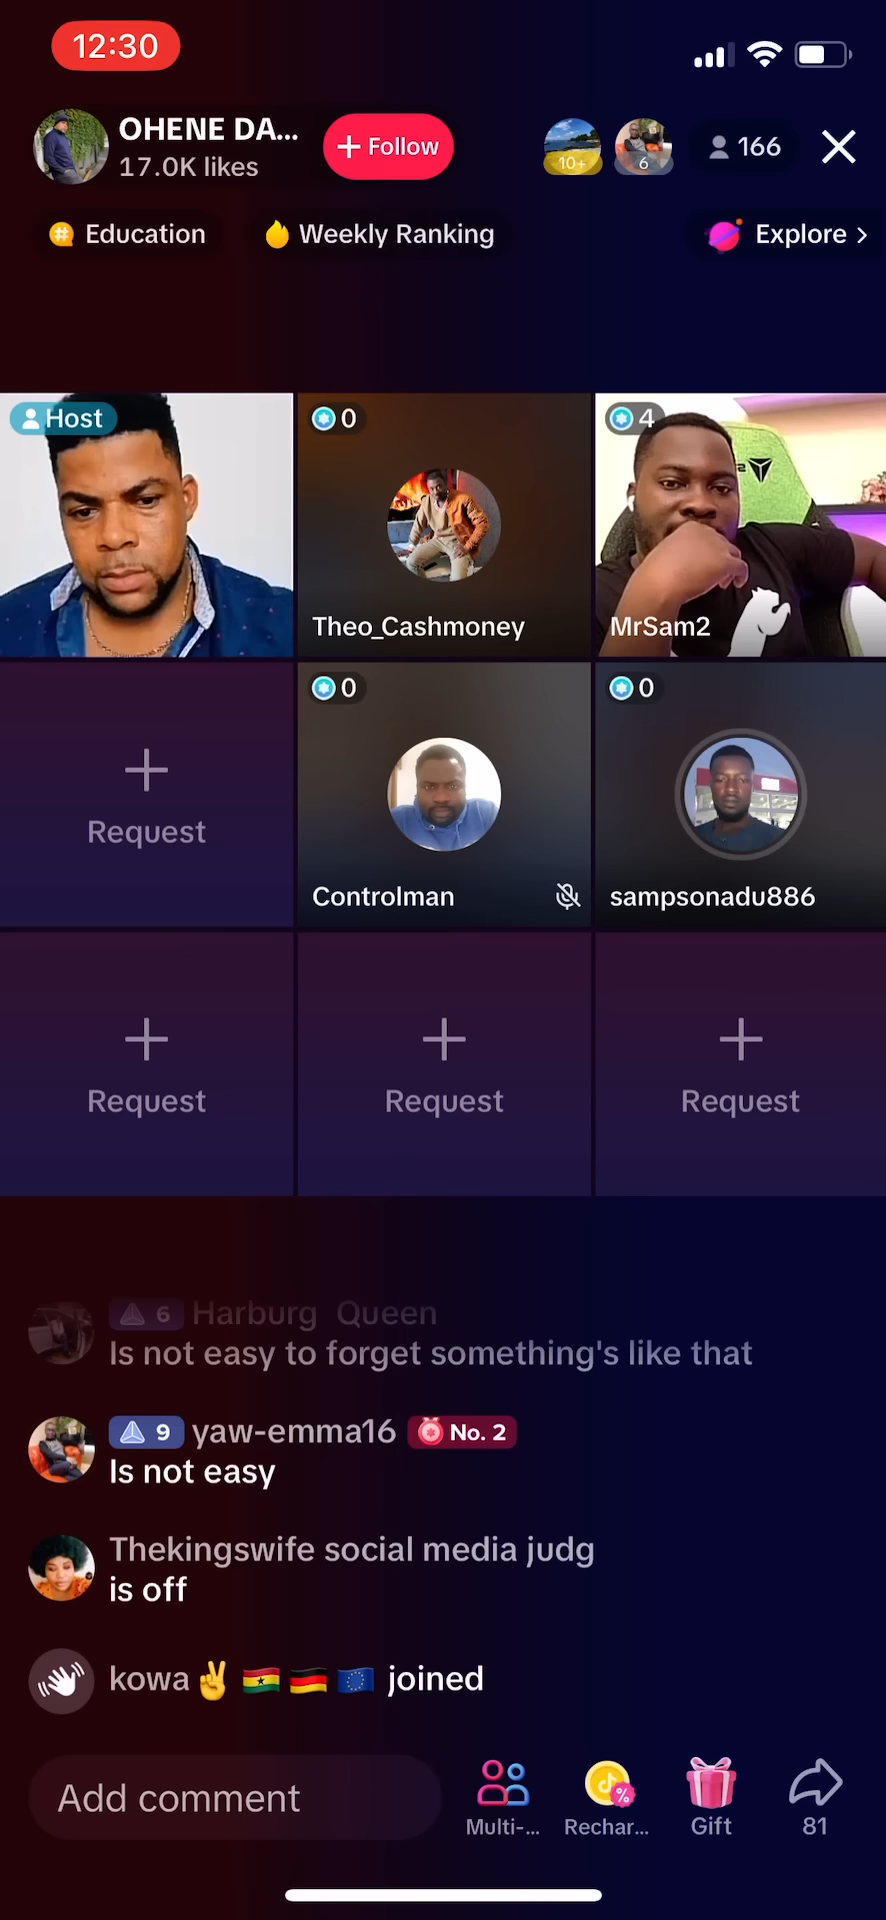 12:30
OHENE DA...
17.0K likes
+ Follow
10+
6
166
Education
Weekly Ranking
Explore >
Host
0
4
Theo_Cashmoney
MrSam2
0
0
Request
Controlman
sampsonadu886
Request
Request
Request
6 Harburg Queen
Is not easy to forget something's like that
9 yaw-emma16 No. 2
Is not easy
Thekingswife social media judg
is off
kowa✌️🇬🇭🇩🇪🇪🇺 joined
Add comment
Multi-...
Rechar...
Gift
81